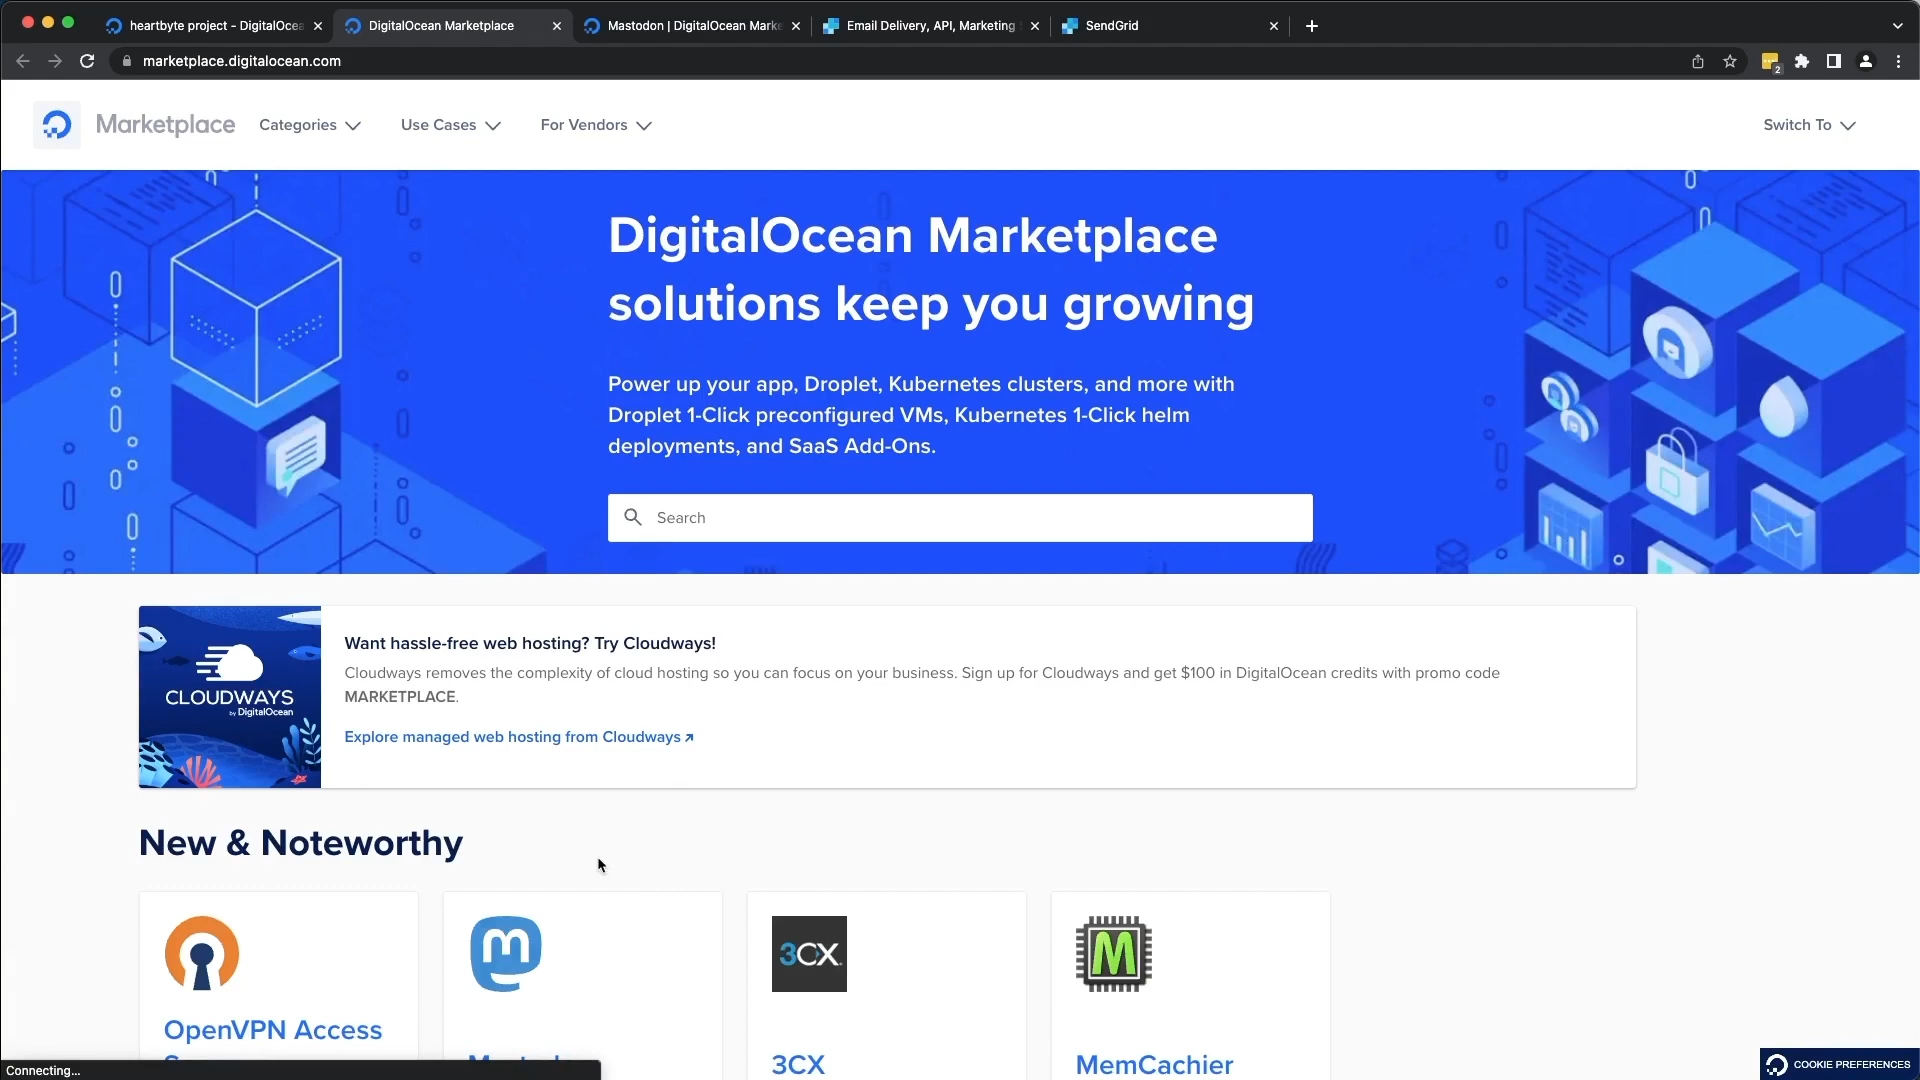 heartbyte project - DigitalOcea
DigitalOcean Marketplace
Mastodon | DigitalOcean Marke
Email Delivery, API, Marketing
SendGrid
marketplace.digitalocean.com
2
Marketplace
Categories
Use Cases
For Vendors
Switch To
DigitalOcean Marketplace
solutions keep you growing
Power up your app, Droplet, Kubernetes clusters, and more with
Droplet 1-Click preconfigured VMs, Kubernetes 1-Click helm
deployments, and SaaS Add-Ons.
Search
CLOUDWAYS
by DigitalOcean
Want hassle-free web hosting? Try Cloudways!
Cloudways removes the complexity of cloud hosting so you can focus on your business. Sign up for Cloudways and get $100 in DigitalOcean credits with promo code
MARKETPLACE.
Explore managed web hosting from Cloudways
New & Noteworthy
m
3CX
M
OpenVPN Access
3CX
MemCachier
Connecting...
COOKIE PREFERENCES